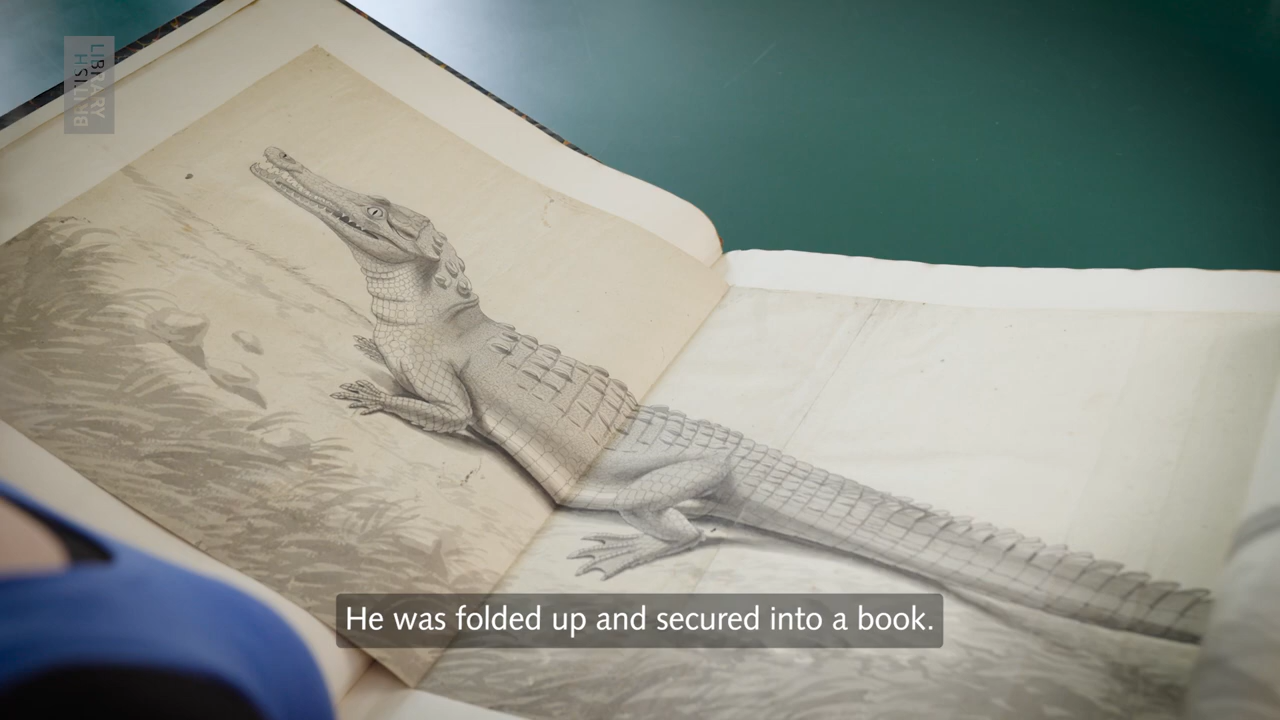 BRITISH
LIBRARY
He was folded up and secured into a book.